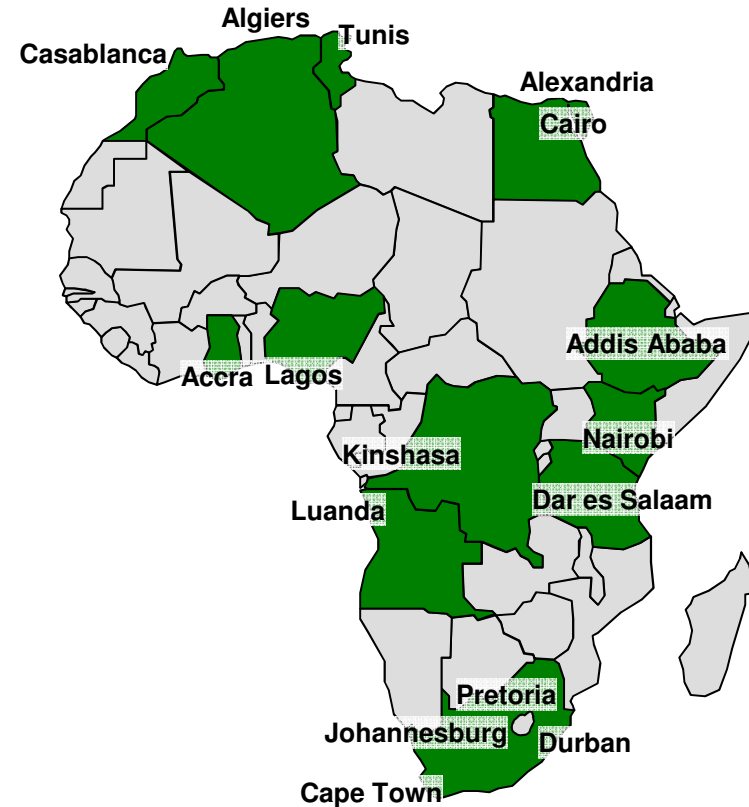 Algiers
Tunis
Casablanca
Alexandria
Cairo
Addis Ababa
Accra
Lagos
Nairobi
Kinshasa
Dar es Salaam
Luanda
Pretoria
Johannesburg
Durban
Cape Town